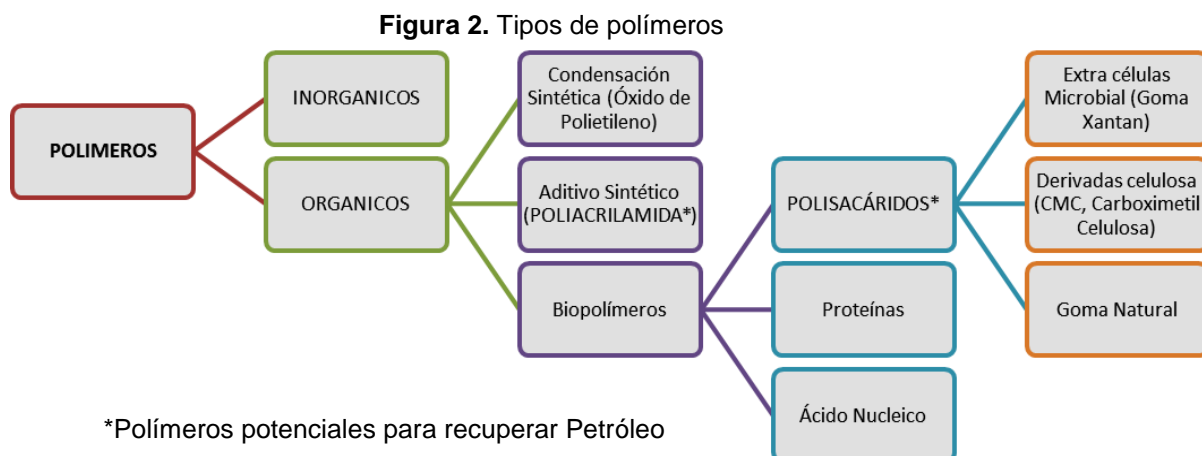 Figura 2. Tipos de polímeros
POLIMEROS
INORGANICOS
ORGANICOS
Condensación
Sintética (Óxido de
Polietileno)
Aditivo Sintético
(POLIACRILAMIDA*)
Biopolímeros
POLISACÁRIDOS*
Proteínas
Ácido Nucleico
Extra células
Microbial (Goma
Xantan)
Derivadas celulosa
(CMC, Carboximetil
Celulosa)
Goma Natural
*Polímeros potenciales para recuperar Petróleo